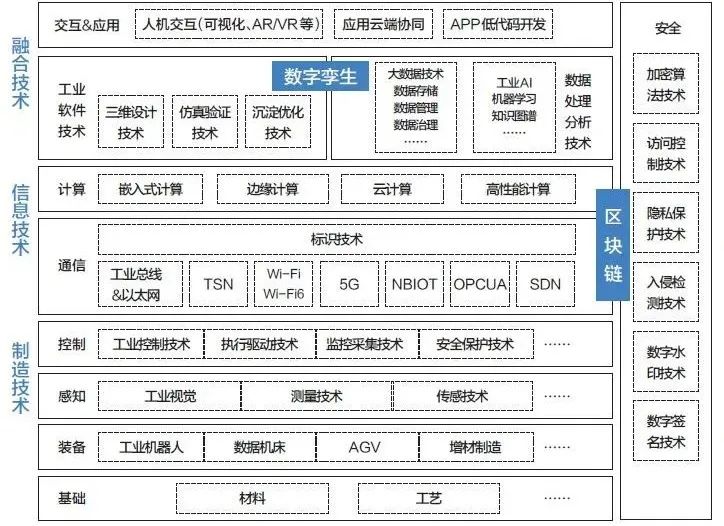 融合技术
交互&应用
人机交互(可视化、AR/VR等)
应用云端协同
APP低代码开发
工业
软件
技术
三维设计
技术
仿真验证
技术
沉淀优化
技术
数字孪生
大数据技术
数据存储
数据管理
数据治理
……
工业AI
机器学习
知识图谱
……
数据
处理
分析
技术
信息技术
计算
嵌入式计算
边缘计算
云计算
高性能计算
通信
标识技术
工业总线
&以太网
TSN
Wi-Fi
Wi-Fi6
5G
NBIOT
OPCUA
SDN
区块链
制造技术
控制
工业控制技术
执行驱动技术
监控采集技术
安全保护技术
……
感知
工业视觉
测量技术
传感技术
……
装备
工业机器人
数据机床
AGV
增材制造
……
基础
材料
工艺
……
安全
加密算
法技术
访问控
制技术
隐私保
护技术
入侵检
测技术
数字水
印技术
数字签
名技术